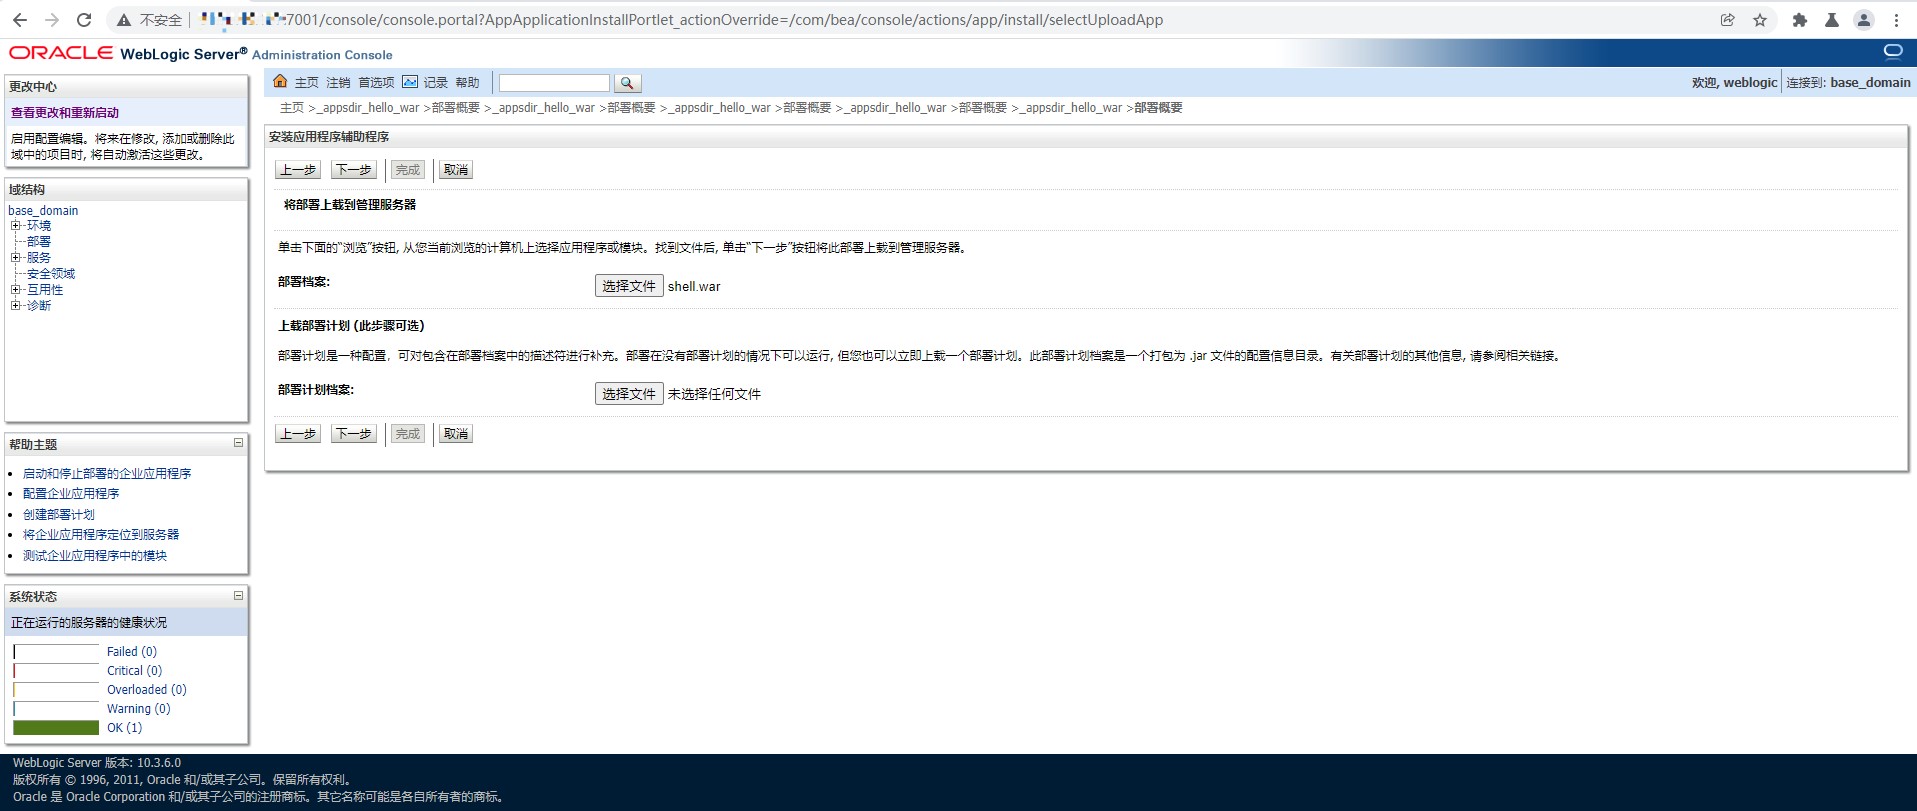 不安全
7001/console/console.portal?AppApplicationInstallPortlet_actionOverride=/com/bea/console/actions/app/install/selectUploadApp
ORACLE WebLogic Server® Administration Console
更改中心
查看更改和重新启动
启用配置编辑。将来在修改, 添加或删除此
域中的项目时, 将自动激活这些更改。
域结构
base_domain
环境
部署
服务
安全领域
互用性
诊断
帮助主题
启动和停止部署的企业应用程序
配置企业应用程序
创建部署计划
将企业应用程序定位到服务器
测试企业应用程序中的模块
系统状态
正在运行的服务器的健康状况
Failed (0)
Critical (0)
Overloaded (0)
Warning (0)
OK (1)
主页 注销 首选项 记录 帮助
欢迎, weblogic 连接到: base_domain
主页 >_appsdir_hello_war >部署概要 >_appsdir_hello_war >部署概要 >_appsdir_hello_war >部署概要 >_appsdir_hello_war >部署概要 >_appsdir_hello_war >部署概要
安装应用程序辅助程序
上一步 下一步 完成 取消
将部署上载到管理服务器
单击下面的“浏览”按钮, 从您当前浏览的计算机上选择应用程序或模块。找到文件后, 单击“下一步”按钮将此部署上载到管理服务器。
部署档案: 选择文件 shell.war
上载部署计划 (此步骤可选)
部署计划是一种配置，可对包含在部署档案中的描述符进行补充。部署在没有部署计划的情况下可以运行, 但您也可以立即上载一个部署计划。此部署计划档案是一个打包为 .jar 文件的配置信息目录。有关部署计划的其他信息, 请参阅相关链接。
部署计划档案: 选择文件 未选择任何文件
上一步 下一步 完成 取消
WebLogic Server 版本: 10.3.6.0
版权所有 © 1996, 2011, Oracle 和/或其子公司。保留所有权利。
Oracle 是 Oracle Corporation 和/或其子公司的注册商标。其它名称可能是各自所有者的商标。